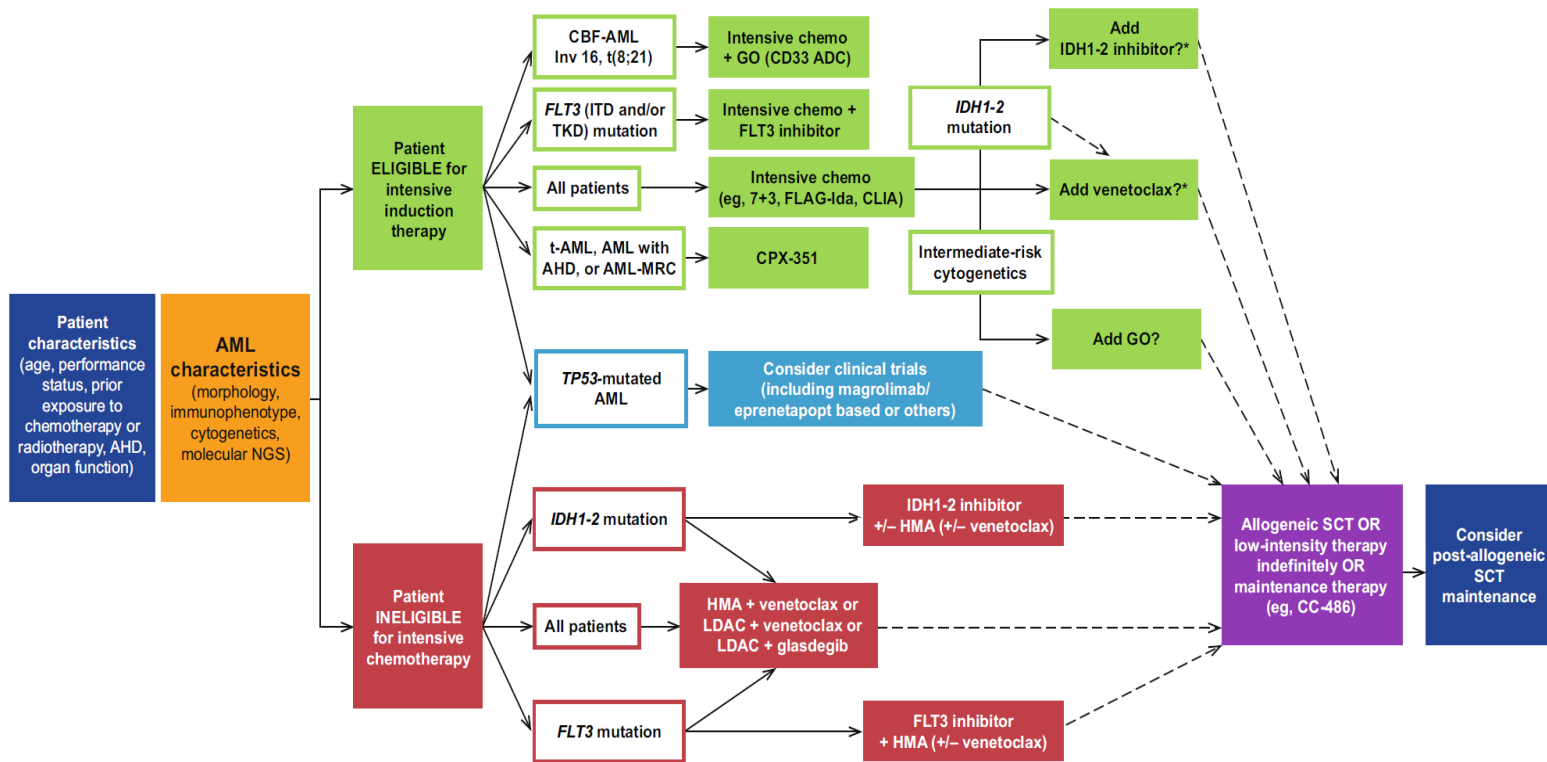 Patient
characteristics
(age, performance
status, prior
exposure to
chemotherapy or
radiotherapy, AHD,
organ function)
AML
characteristics
(morphology,
immunophenotype,
cytogenetics,
molecular NGS)
Patient
ELIGIBLE for
intensive
induction
therapy
CBF-AML
Inv 16, t(8;21)
Intensive chemo
+ GO (CD33 ADC)
FLT3 (ITD and/or
TKD) mutation
Intensive chemo +
FLT3 inhibitor
All patients
Intensive chemo
(eg, 7+3, FLAG-Ida, CLIA)
t-AML, AML with
AHD, or AML-MRC
CPX-351
IDH1-2
mutation
Intermediate-risk
cytogenetics
Add
IDH1-2 inhibitor?*
Add venetoclax?*
Add GO?
TP53-mutated
AML
Consider clinical trials
(including magrolimab/
eprenetapopt based or others)
Patient
INELIGIBLE
for intensive
chemotherapy
IDH1-2 mutation
IDH1-2 inhibitor
+/– HMA (+/– venetoclax)
All patients
HMA + venetoclax or
LDAC + venetoclax or
LDAC + glasdegib
FLT3 mutation
FLT3 inhibitor
+ HMA (+/– venetoclax)
Allogeneic SCT OR
low-intensity therapy
indefinitely OR
maintenance therapy
(eg, CC-486)
Consider
post-allogeneic
SCT
maintenance